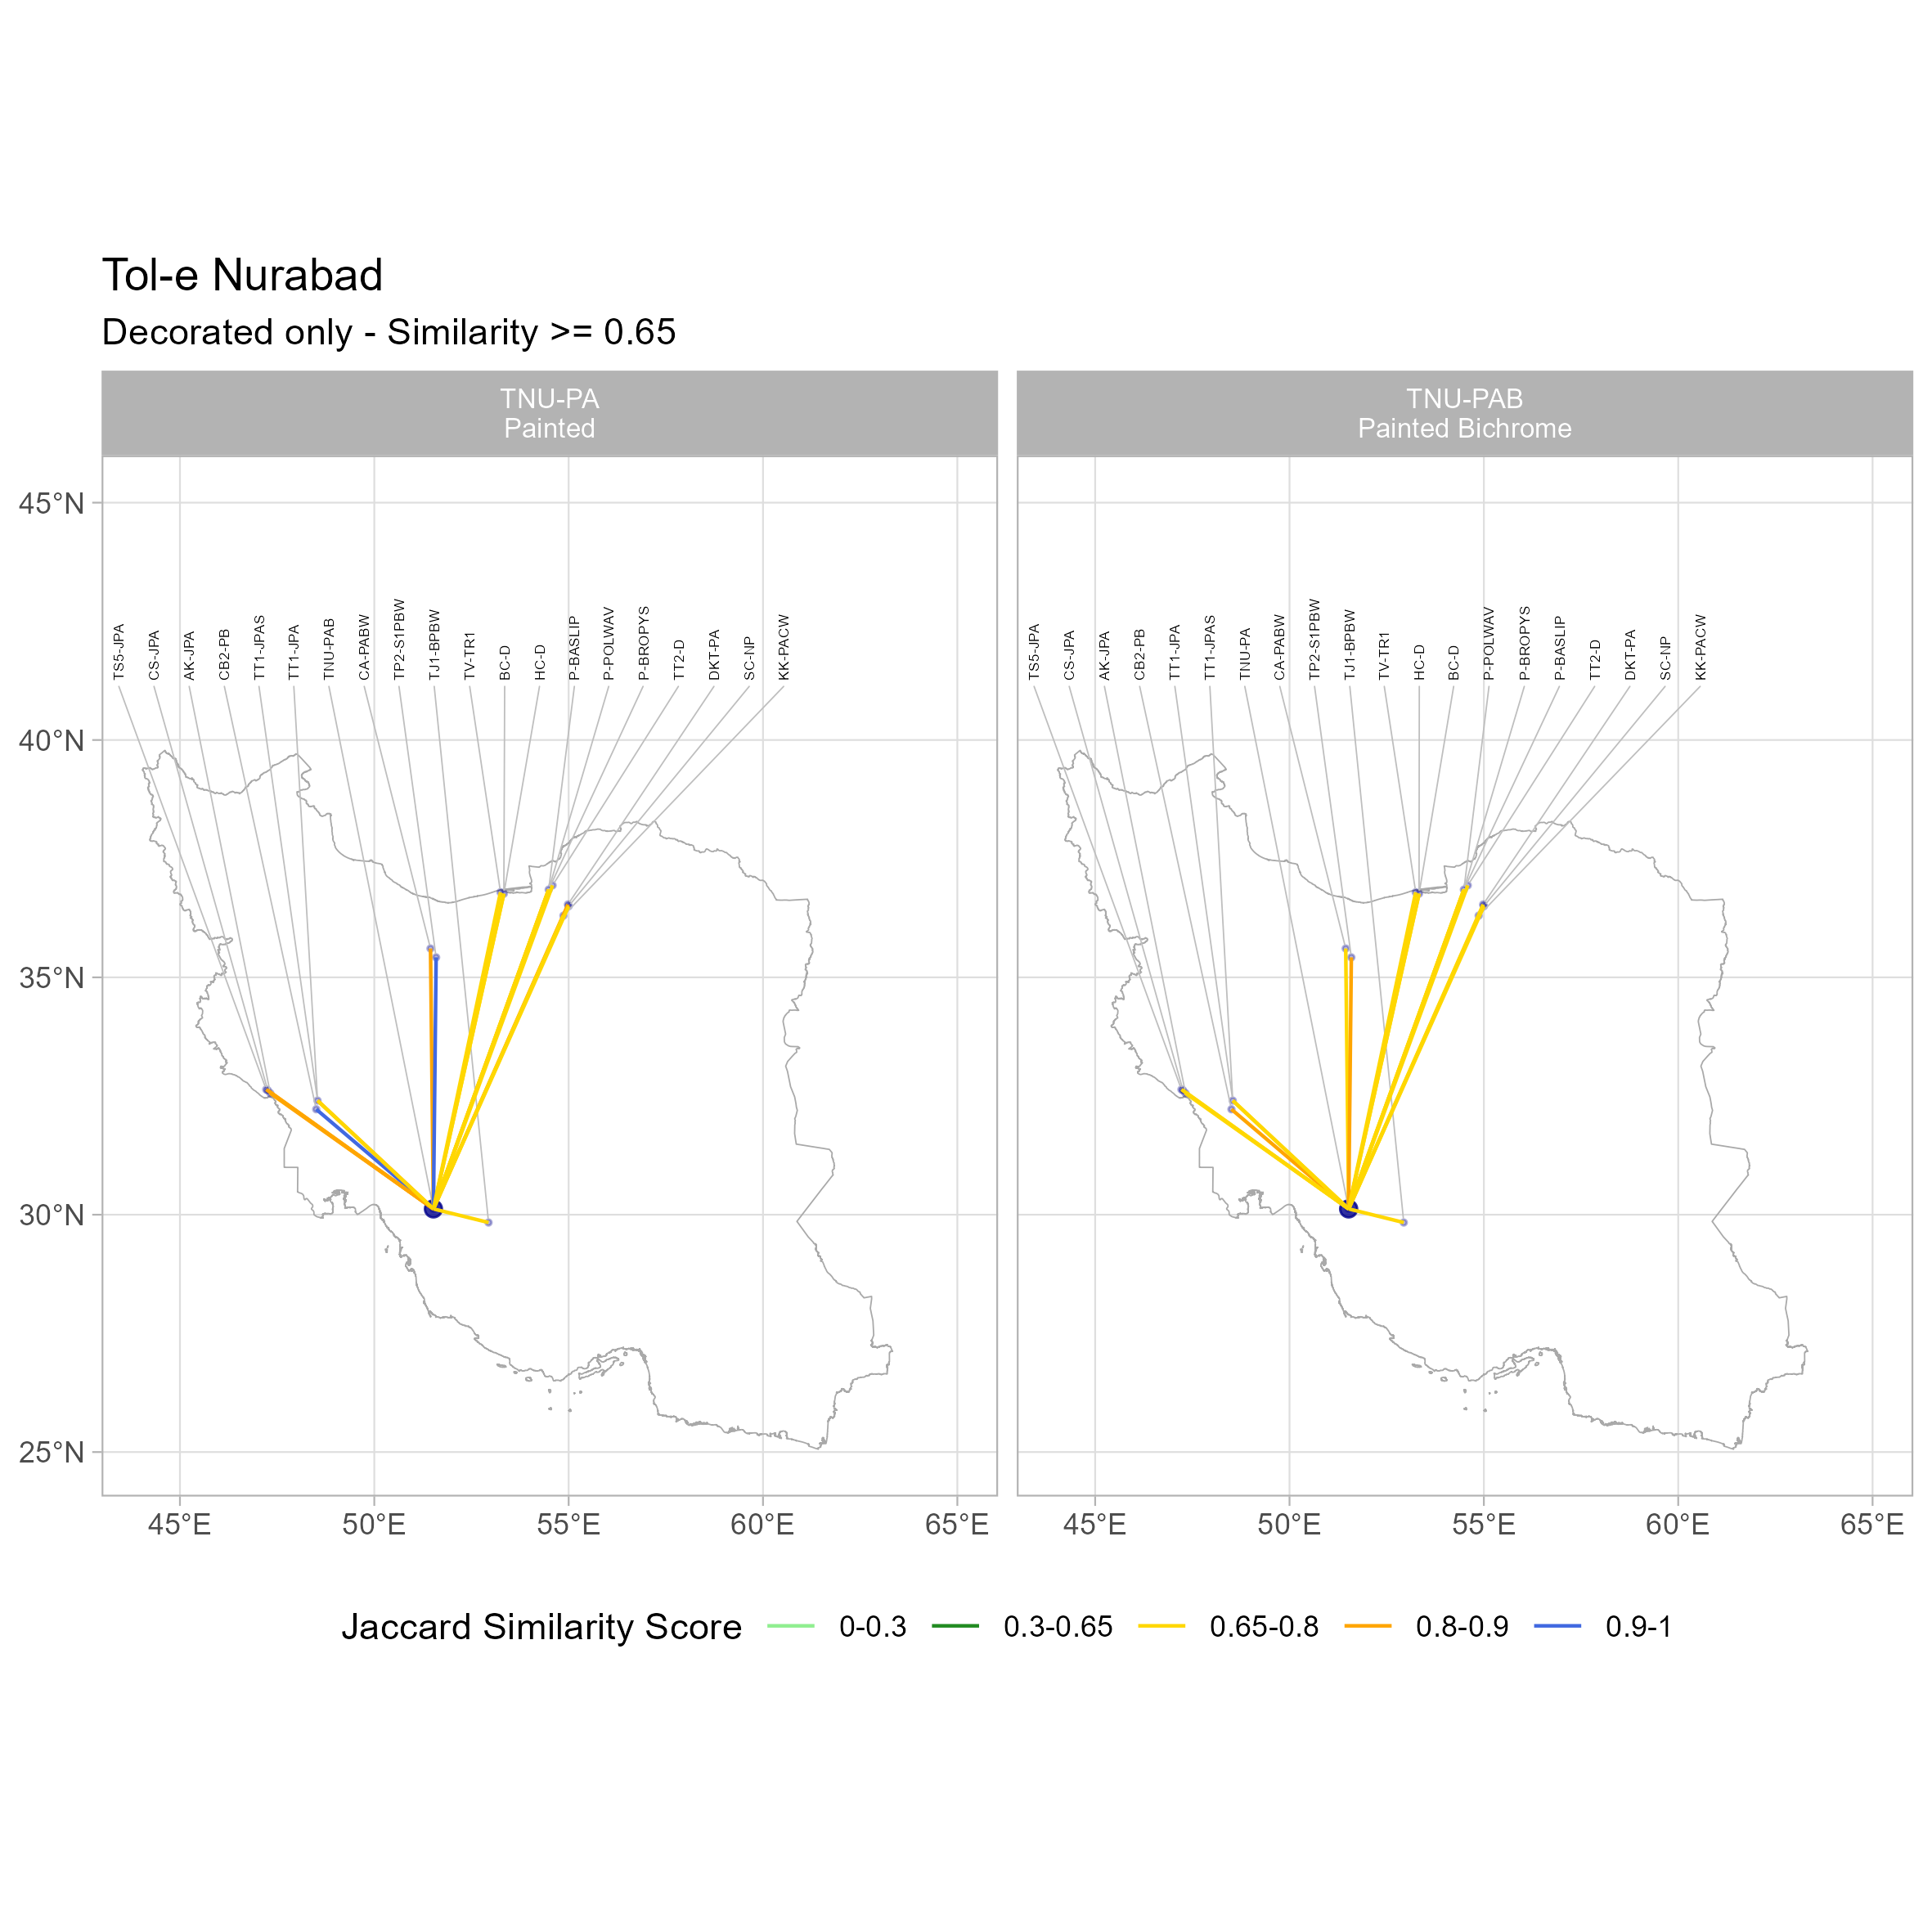 Tol-e Nurabad
Decorated only - Similarity >= 0.65
TNU-PA
Painted
TNU-PAB
Painted Bichrome
TS5-JPA
CS-JPA
AK-JPA
CB2-PB
TT1-JPAS
TT1-JPA
TNU-PAB
CA-PABW
TP2-S1PBW
TJ1-BPBW
TV-TR1
BC-D
HC-D
P-BASLIP
P-POLWAV
P-BROPYS
TT2-D
DKT-PA
SC-NP
KK-PACW
TS5-JPA
CS-JPA
AK-JPA
CB2-PB
TT1-JPA
TT1-JPAS
TNU-PA
CA-PABW
TP2-S1PBW
TJ1-BPBW
TV-TR1
HC-D
BC-D
P-POLWAV
P-BROPYS
P-BASLIP
TT2-D
DKT-PA
SC-NP
KK-PACW
45°N
40°N
35°N
30°N
25°N
45°E 50°E 55°E 60°E 65°E
45°E 50°E 55°E 60°E 65°E
Jaccard Similarity Score 0-0.3 0.3-0.65 0.65-0.8 0.8-0.9 0.9-1